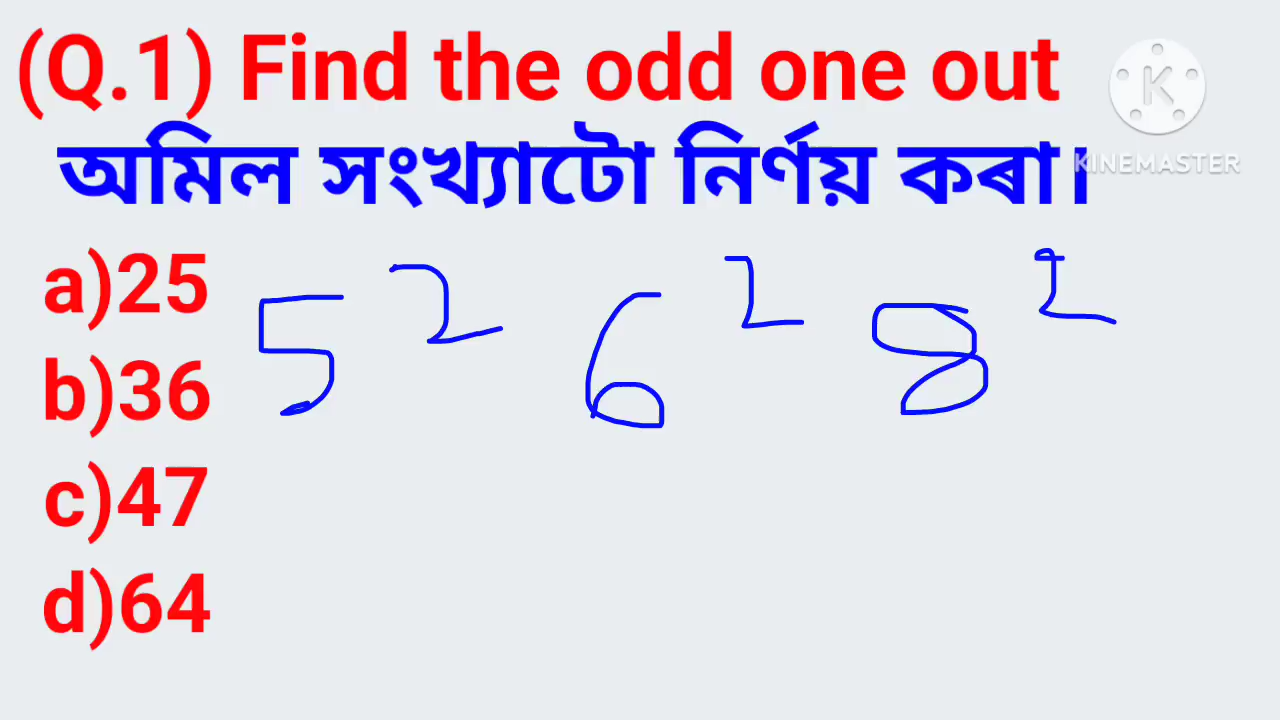 (Q.1) Find the odd one out
অমিল সংখ্যাটো নিৰ্ণয় কৰা।
KINEMASTER
a)25 5² 6² 8²
b)36
c)47
d)64